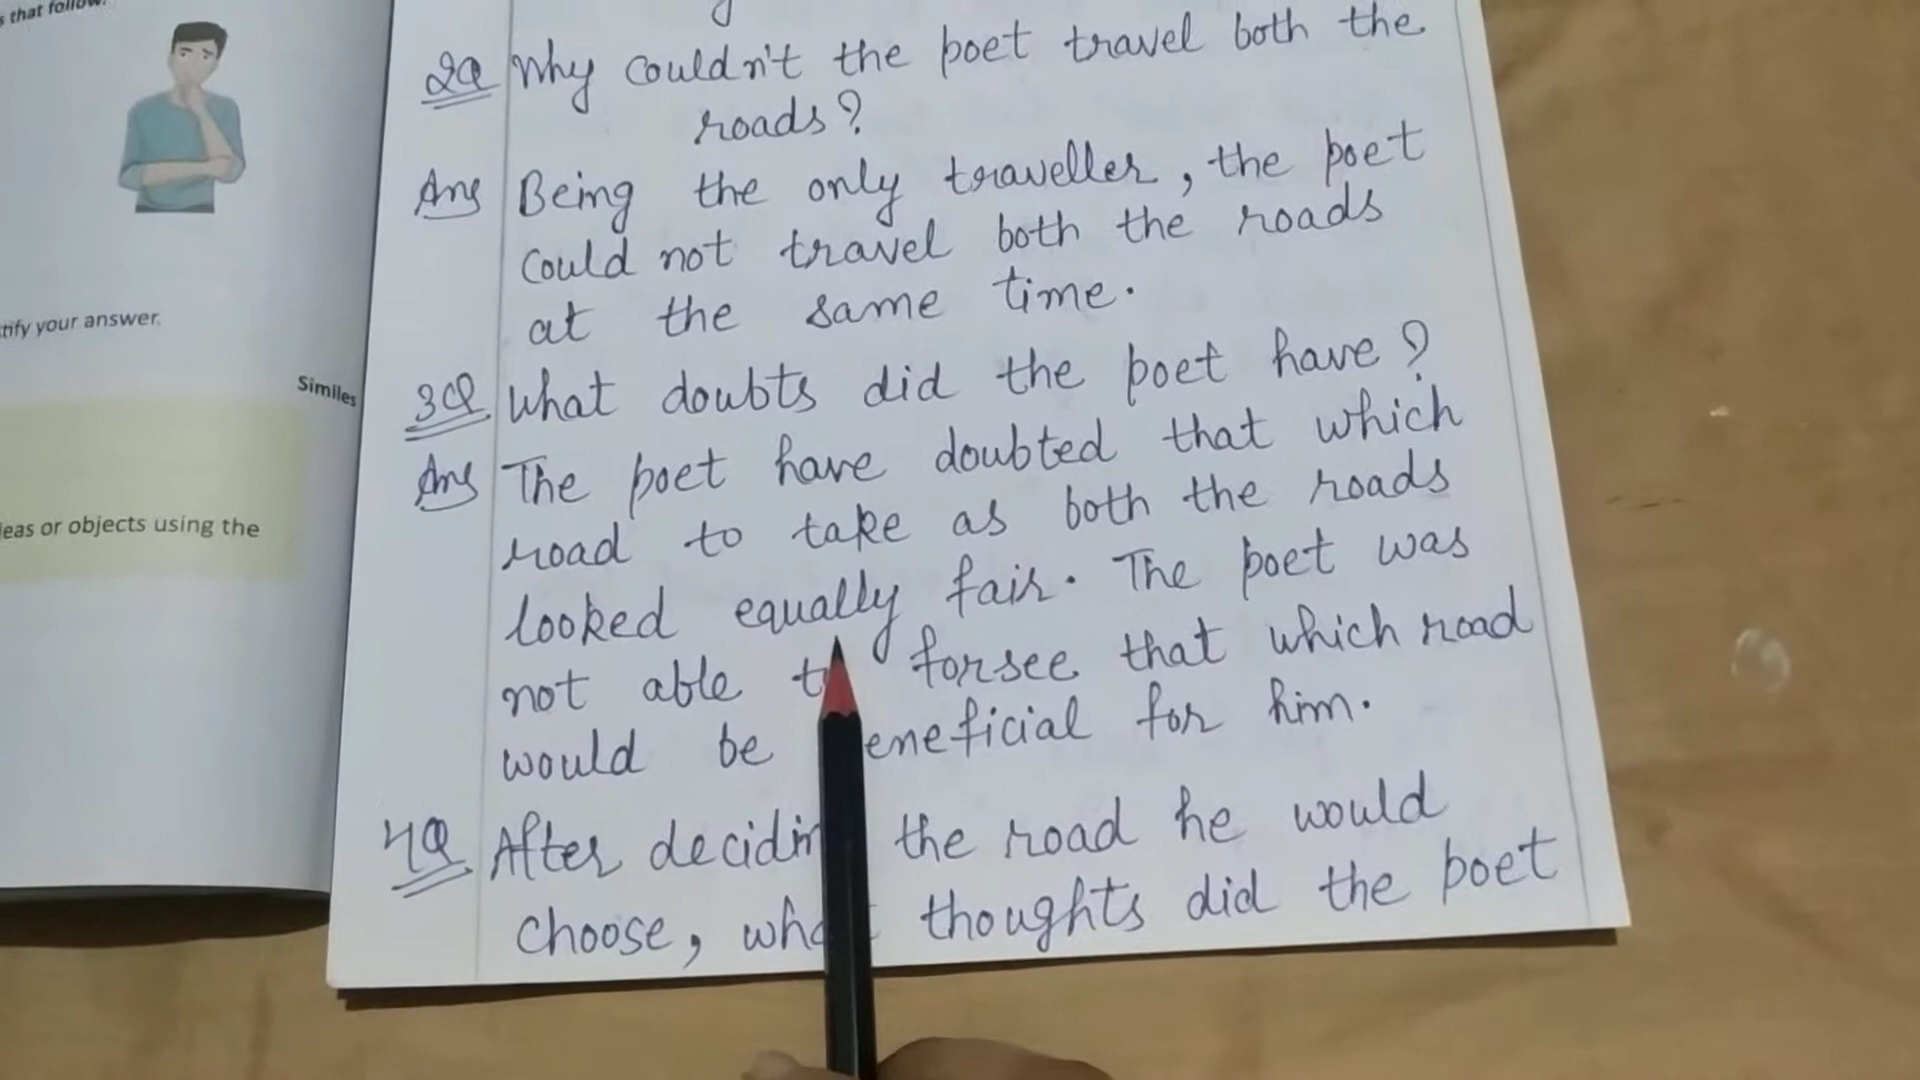 that follow.
tify your answer.
Similes
eas or objects using the
2Q Why couldn't the poet travel both the
roads?
Ans Being the only traveller, the poet
could not travel both the roads
at the same time.
3Q What doubts did the poet have?
Ans The poet have doubted that which
road to take as both the roads
looked equally fair. The poet was
not able to forsee that which road
would be beneficial for him.
4Q After deciding the road he would
choose, what thoughts did the poet